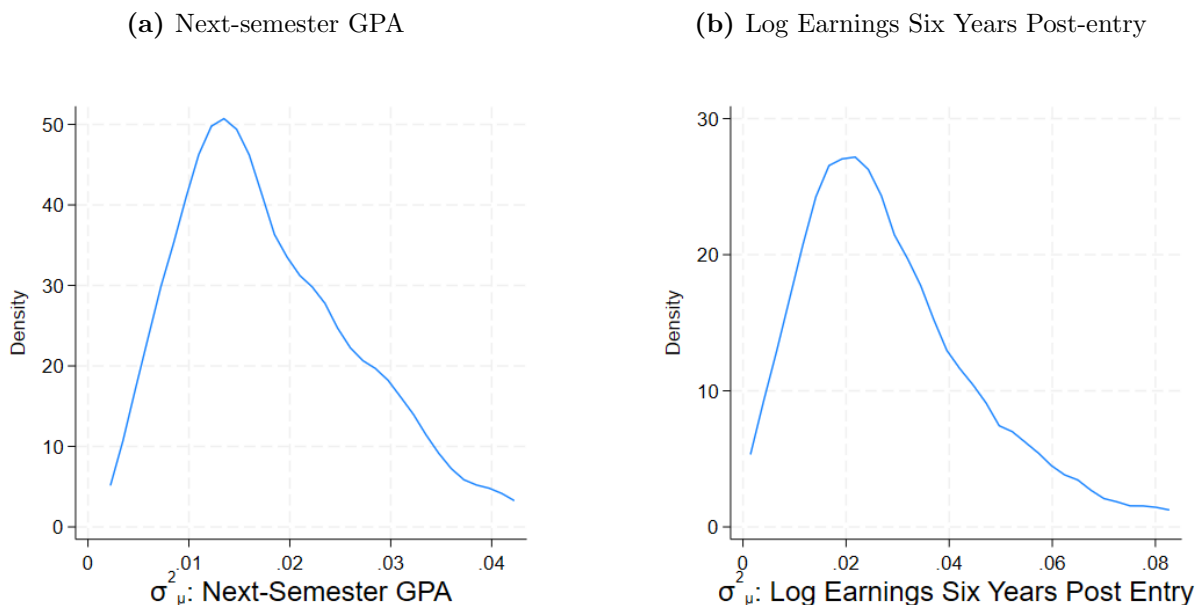 (a) Next-semester GPA
50
40
30
20
10
0
Density
0 .01 .02 .03 .04
σ²μ: Next-Semester GPA
(b) Log Earnings Six Years Post-entry
30
20
10
0
Density
0 .02 .04 .06 .08
σ²μ: Log Earnings Six Years Post Entry